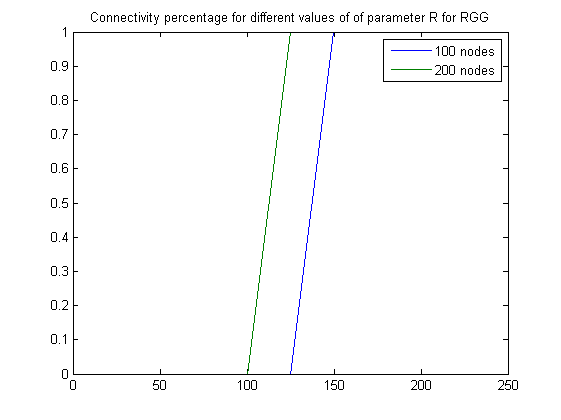 Connectivity percentage for different values of of parameter R for RGG
1
0.9
0.8
0.7
0.6
0.5
0.4
0.3
0.2
0.1
0
0 50 100 150 200 250
100 nodes
200 nodes